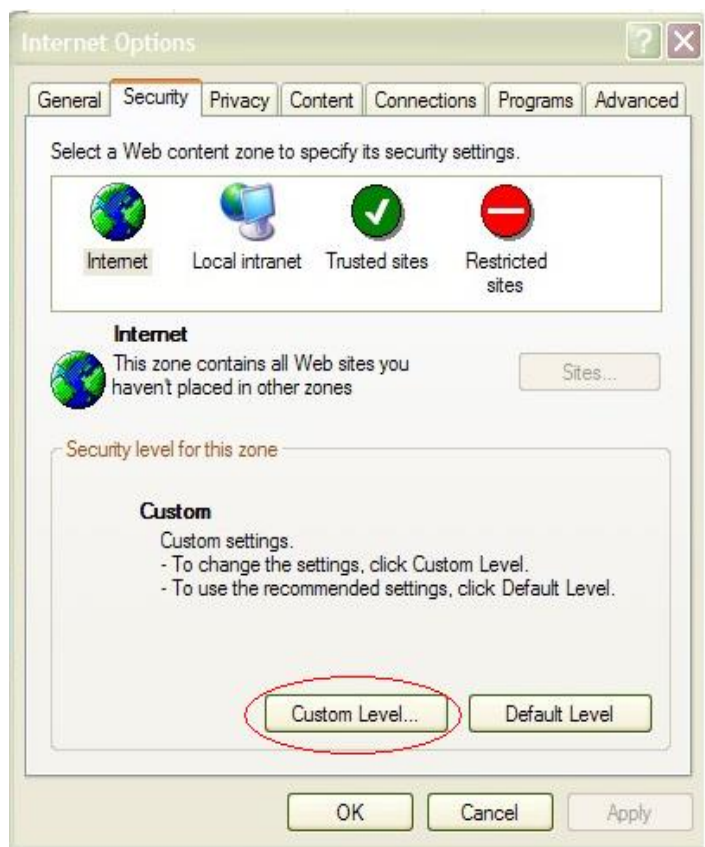 Internet Options
General Security Privacy Content Connections Programs Advanced
Select a Web content zone to specify its security settings.
Internet Local intranet Trusted sites Restricted
sites
Internet
This zone contains all Web sites you
haven't placed in other zones
Sites...
Security level for this zone
Custom
Custom settings.
- To change the settings, click Custom Level.
- To use the recommended settings, click Default Level.
Custom Level... Default Level
OK Cancel Apply